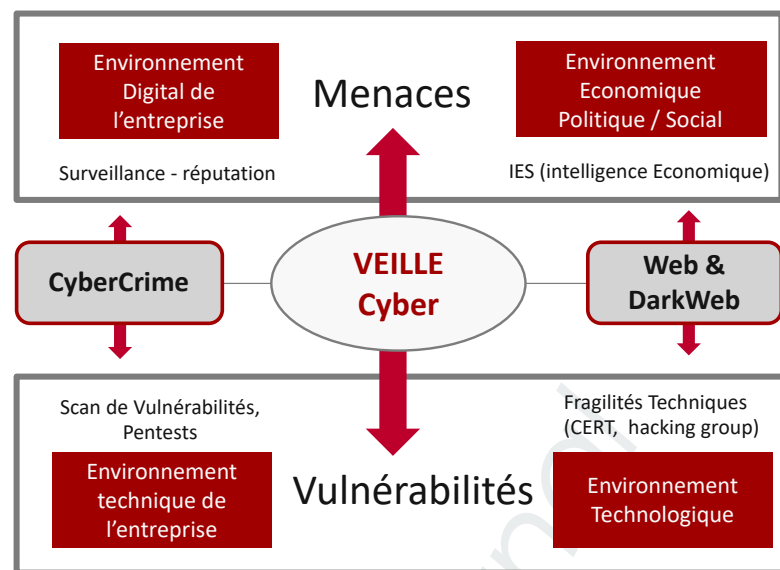 Environnement
Digital de
l'entreprise
Menaces
Environnement
Economique
Politique / Social
Surveillance - réputation
IES (intelligence Economique)
CyberCrime
VEILLE
Cyber
Web &
DarkWeb
Scan de Vulnérabilités,
Pentests
Fragilités Techniques
(CERT, hacking group)
Environnement
technique de
l'entreprise
Vulnérabilités
Environnement
Technologique